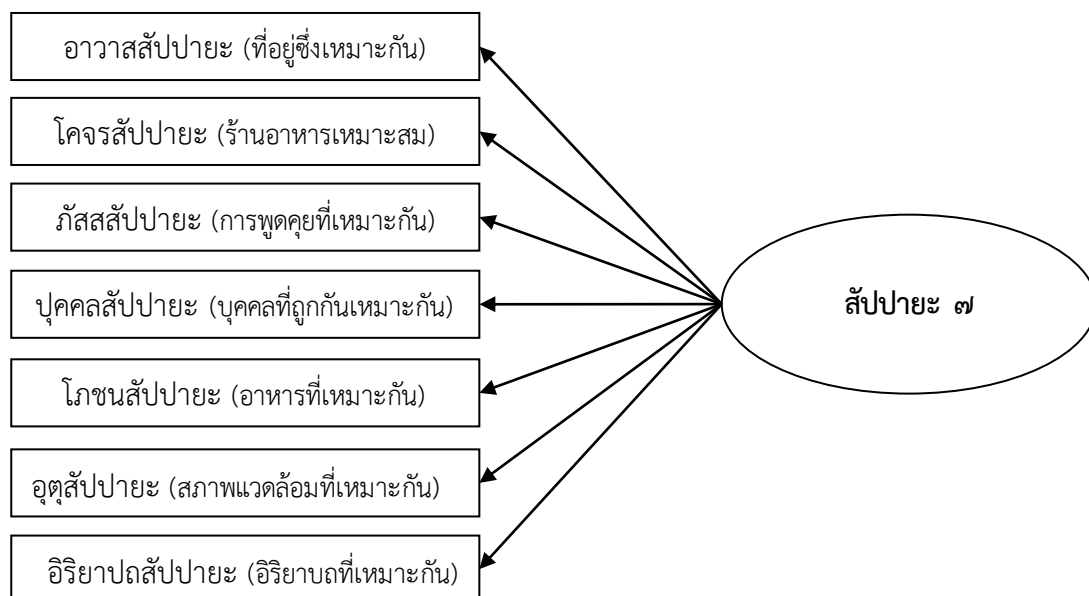 อาวาสสัปปายะ (ที่อยู่ซึ่งเหมาะกัน)
โคจรสัปปายะ (ร้านอาหารเหมาะสม)
ภัสสสัปปายะ (การพูดคุยที่เหมาะกัน)
ปุคคลสัปปายะ (บุคคลที่ถูกกันเหมาะกัน)
โภชนสัปปายะ (อาหารที่เหมาะกัน)
อุตุสัปปายะ (สภาพแวดล้อมที่เหมาะกัน)
อิริยาปถสัปปายะ (อิริยาบถที่เหมาะกัน)
สัปปายะ ๗